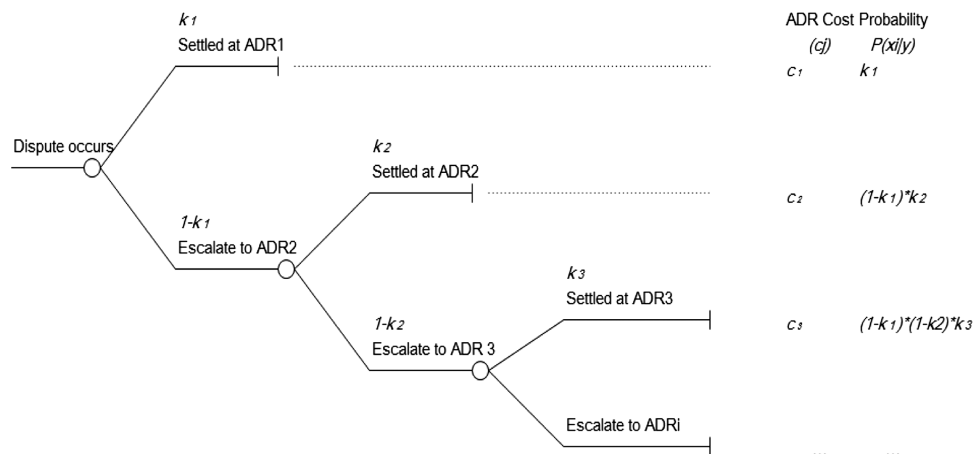 k1
Settled at ADR1
ADR Cost Probability
(cj) P(xi|y)
c1 k1
Dispute occurs
k2
Settled at ADR2
c2 (1-k1)*k2
1-k1
Escalate to ADR2
k3
Settled at ADR3
c3 (1-k1)*(1-k2)*k3
1-k2
Escalate to ADR 3
Escalate to ADRi
... ...